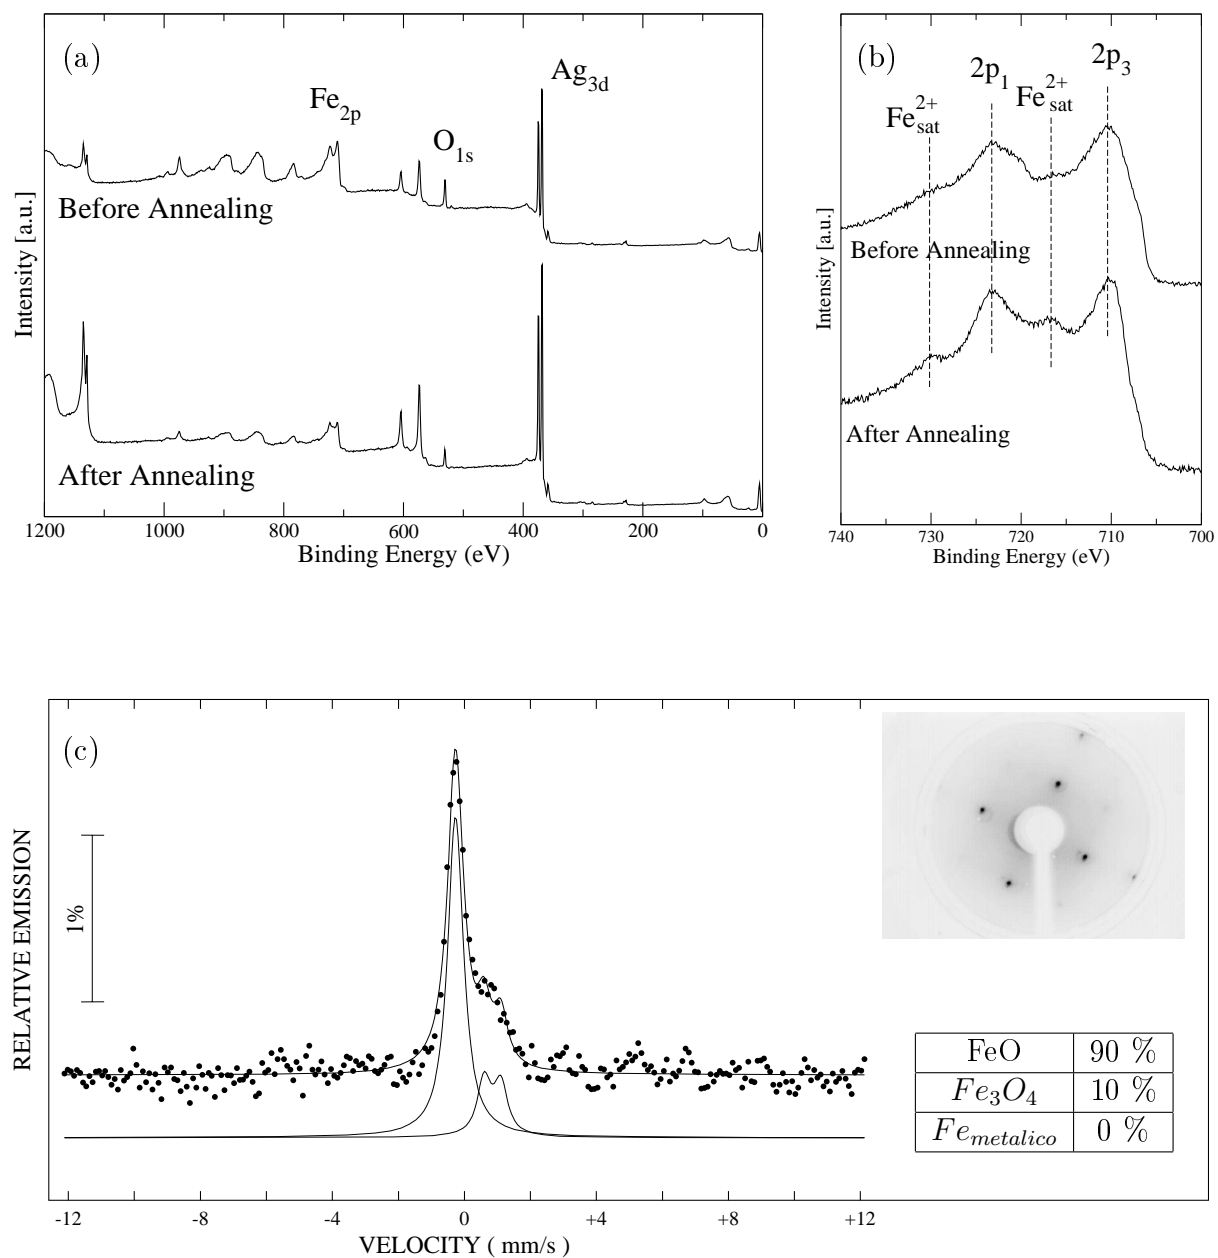 (a)
Ag3d
Fe2p
O1s
Before Annealing
After Annealing
Intensity [a.u.]
1200 1000 800 600 400 200 0
Binding Energy (eV)
(b)
2p1 2p3
Fe2+sat Fe2+sat
Before Annealing
After Annealing
Intensity [a.u.]
740 730 720 710 700
Binding Energy (eV)
(c)
RELATIVE EMISSION
1%
FeO 90 %
Fe3O4 10 %
Femetalico 0 %
-12 -8 -4 0 +4 +8 +12
VELOCITY ( mm/s )